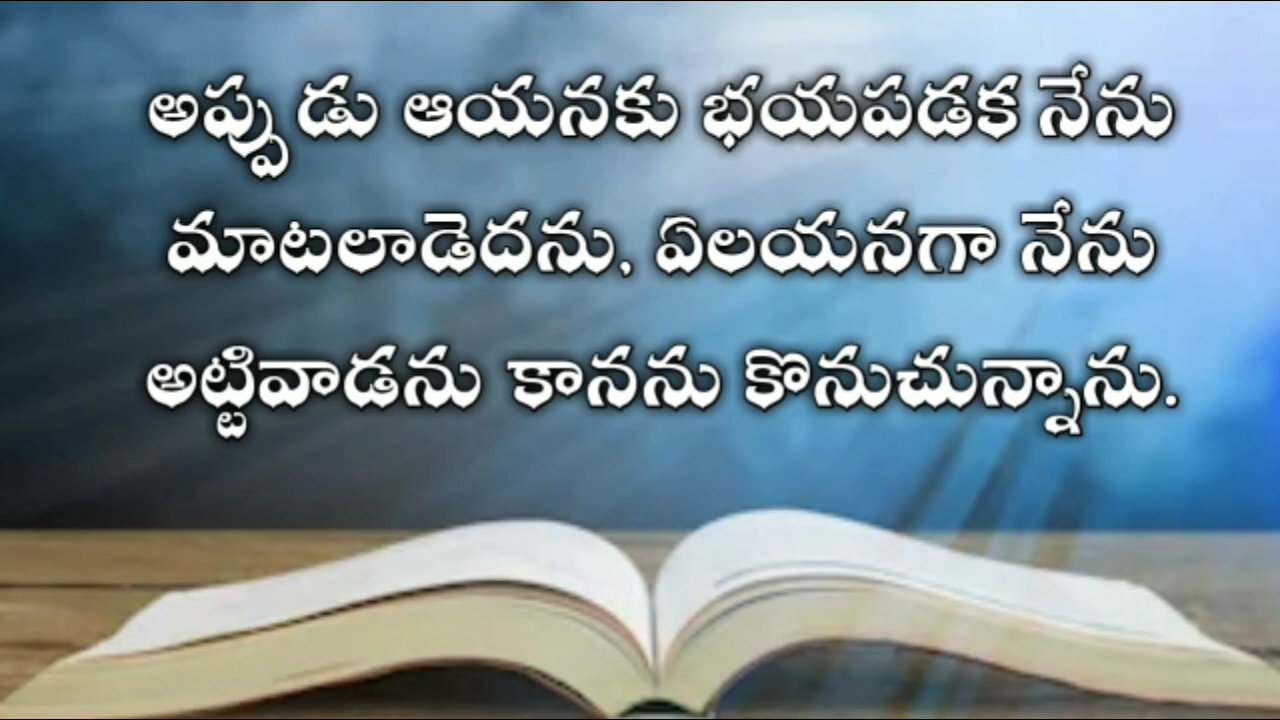 అప్పుడు ఆయనకు భయపడక నేను
మాటలాడెదను, ఏలయనగా నేను
అట్టివాడను కానను కొనుచున్నాను.